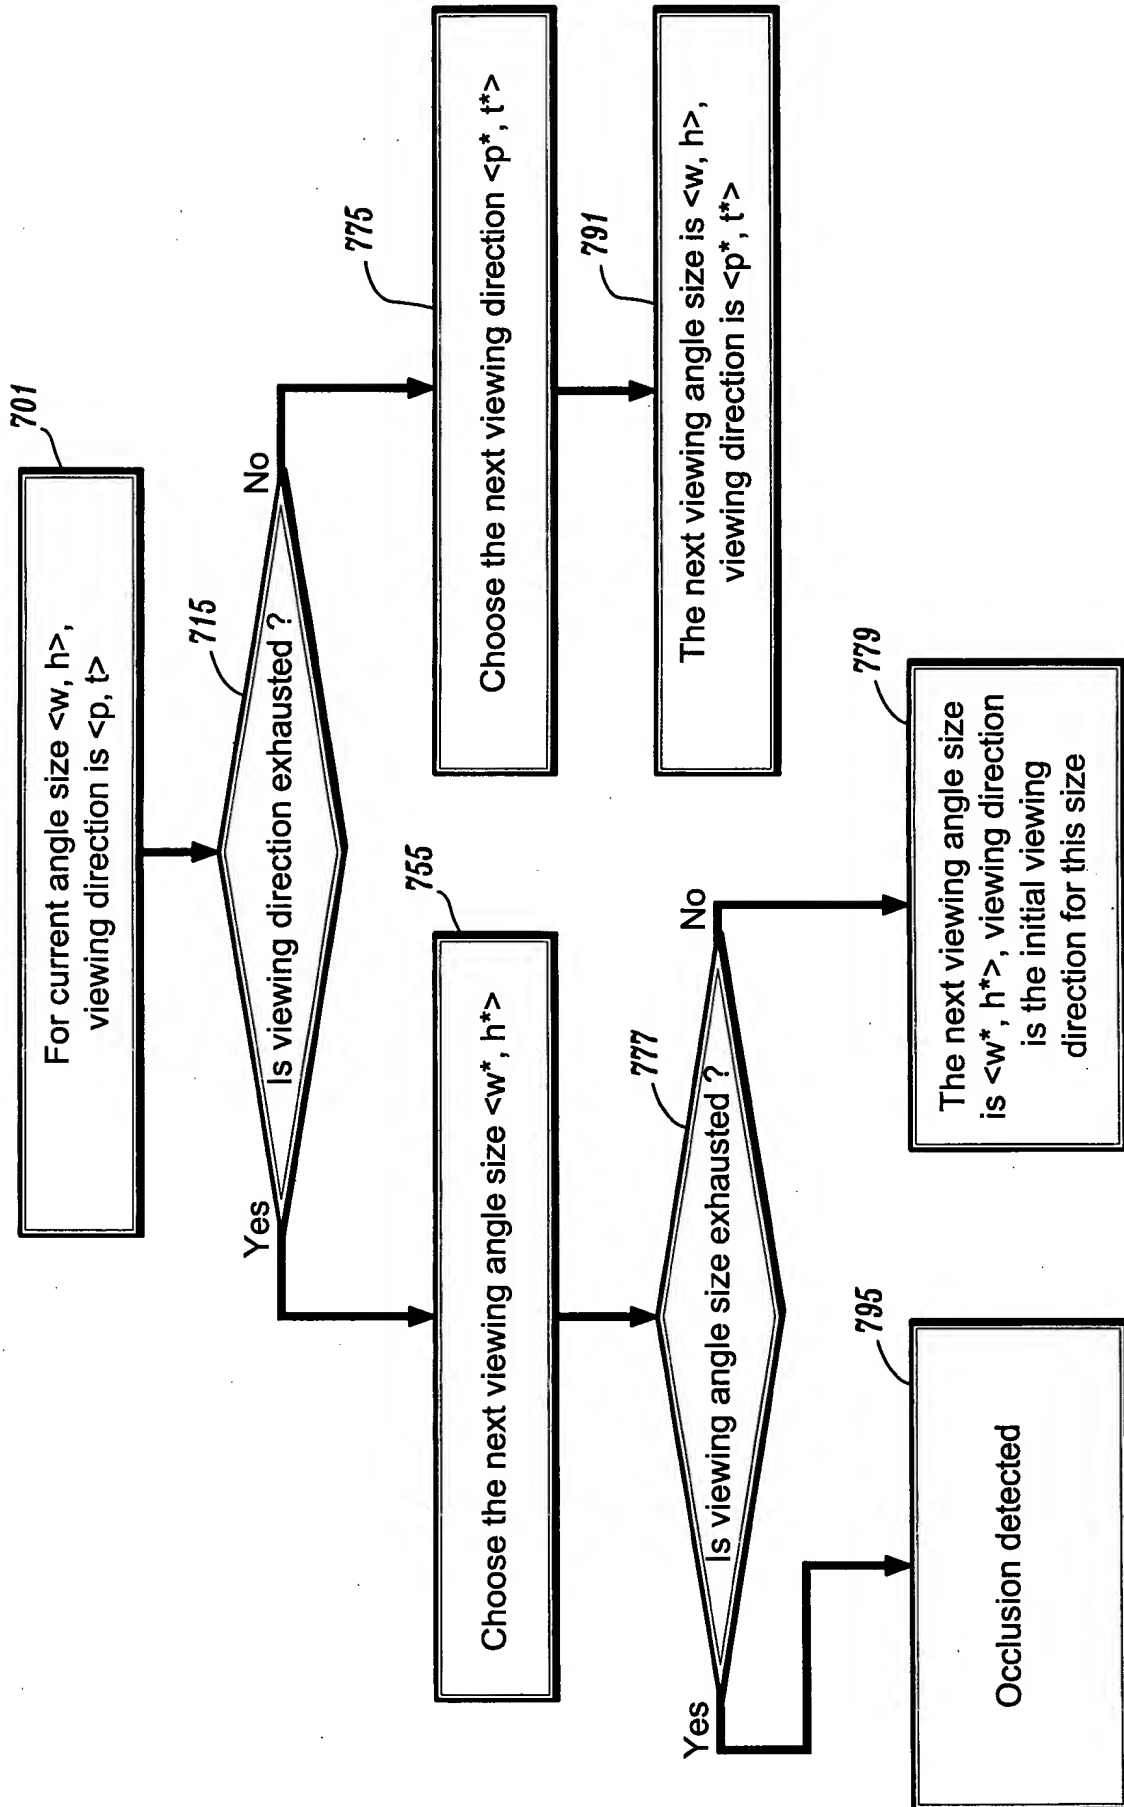 701
For current angle size <w, h>,
viewing direction is <p, t>
715
Is viewing direction exhausted ?
Yes
No
755
Choose the next viewing angle size <w*, h*>
775
Choose the next viewing direction <p*, t*>
777
Is viewing angle size exhausted ?
Yes
No
791
The next viewing angle size is <w, h>,
viewing direction is <p*, t*>
795
Occlusion detected
779
The next viewing angle size
is <w*, h*>, viewing direction
is the initial viewing
direction for this size